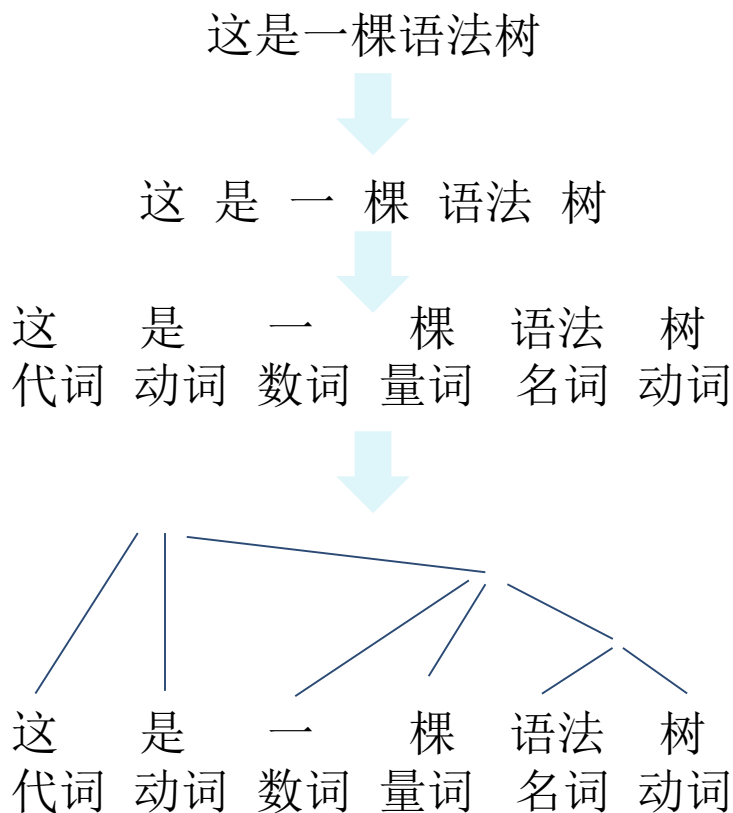 这是一棵语法树
这 是 一 棵 语法 树
这 是 一 棵 语法 树
代词 动词 数词 量词 名词 动词
这 是 一 棵 语法 树
代词 动词 数词 量词 名词 动词